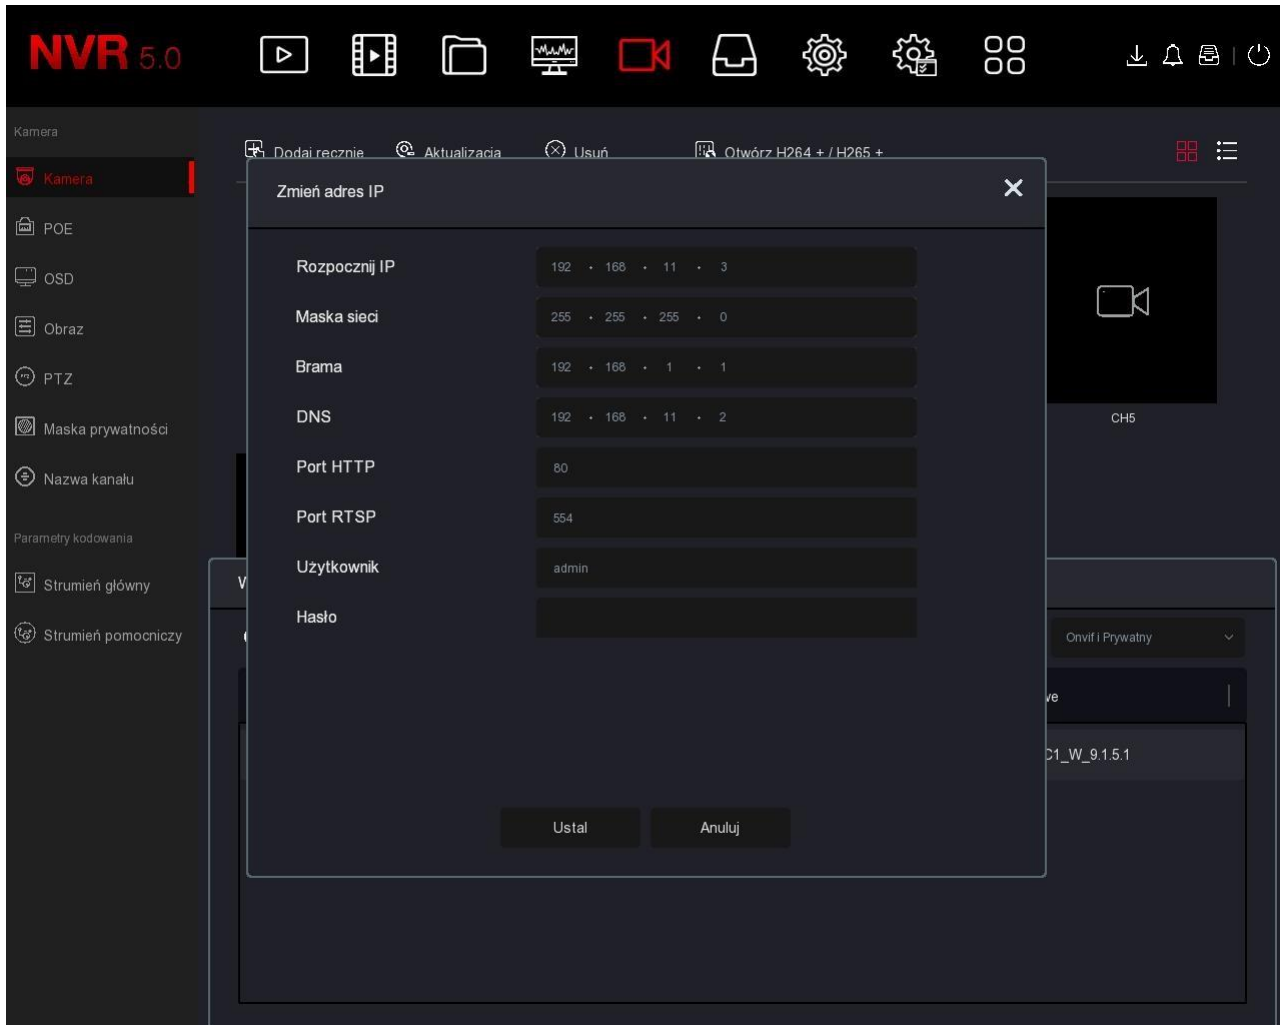 NVR 5.0
Kamera
Kamera
POE
OSD
Obraz
PTZ
Maska prywatności
Nazwa kanału
Parametry kodowania
Strumień główny
Strumień pomocniczy
Dodaj recznie
Aktualizacja
Usuń
Otwórz H264 + / H265 +
Zmień adres IP
Rozpocznij IP 192 . 168 . 11 . 3
Maska sieci 255 . 255 . 255 . 0
Brama 192 . 168 . 1 . 1
DNS 192 . 168 . 11 . 2
Port HTTP 80
Port RTSP 554
Użytkownik admin
Hasło
Ustal
Anuluj
CH5
Onvif i Prywatny
we
C1_W_9.1.5.1